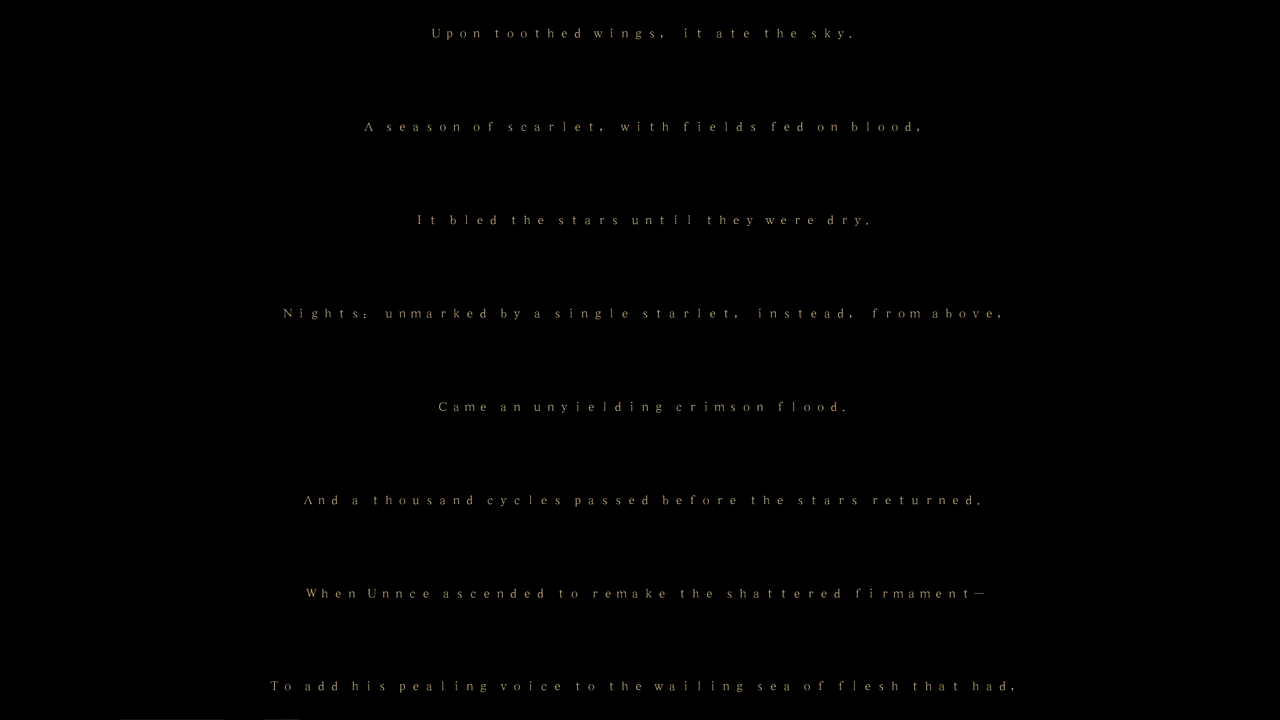 Upon toothed wings, it ate the sky.
A season of scarlet, with fields fed on blood,
It bled the stars until they were dry.
Nights: unmarked by a single starlet, instead, from above,
Came an unyielding crimson flood.
And a thousand cycles passed before the stars returned.
When Unnce ascended to remake the shattered firmament—
To add his pealing voice to the wailing sea of flesh that had,